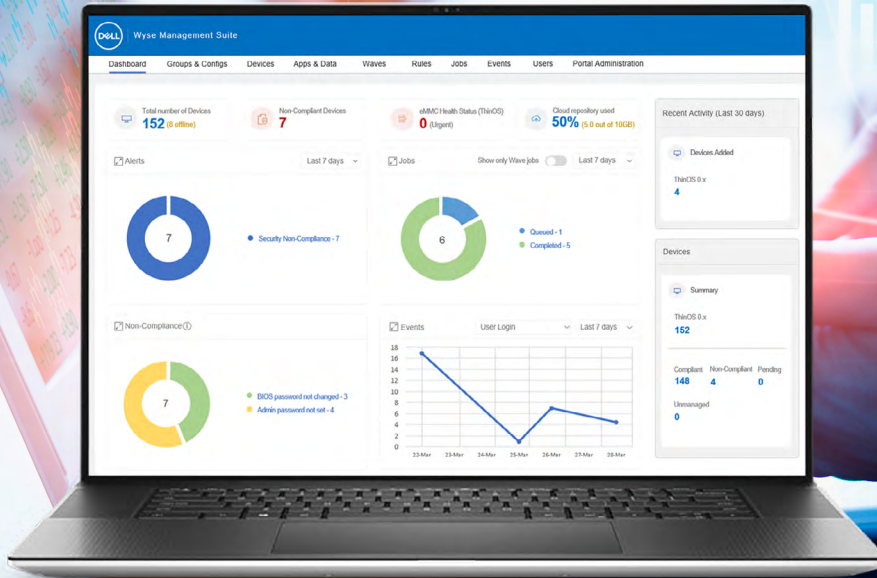 DELL
Wyse Management Suite
Dashboard Groups & Configs Devices Apps & Data Waves Rules Jobs Events Users Portal Administration
Total number of Devices
152 (8 offline)
Non-Compliant Devices
7
eMMC Health Status (ThinOS)
0 (Urgent)
Cloud repository used
50% (5.0 out of 10GB)
Recent Activity (Last 30 days)
Devices Added
ThinOS 0.x
4
Alerts Last 7 days
7
Security Non-Compliance - 7
Jobs Show only Wave jobs Last 7 days
6
Queued - 1
Completed - 5
Devices
Summary
ThinOS 0.x
152
Compliant Non-Compliant Pending
148 4 0
Unmanaged
0
Non-Compliance
7
BIOS password not changed - 3
Admin password not set - 4
Events User Login Last 7 days
18
16
14
12
10
8
6
4
2
0
22-Mar 23-Mar 24-Mar 25-Mar 26-Mar 27-Mar 28-Mar